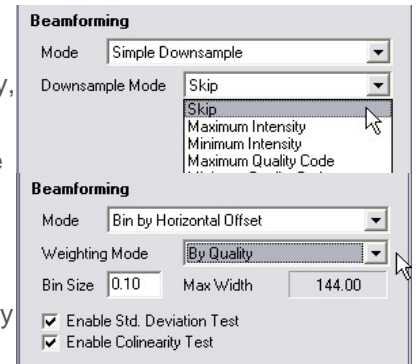 Beamforming
Mode Simple Downsample
y,
Downsample Mode Skip
Skip
Maximum Intensity
Minimum Intensity
e
Maximum Quality Code
Beamforming
Mode Bin by Horizontal Offset
Weighting Mode By Quality
Bin Size 0.10 Max Width 144.00
y
Enable Std. Deviation Test
Enable Colinearity Test